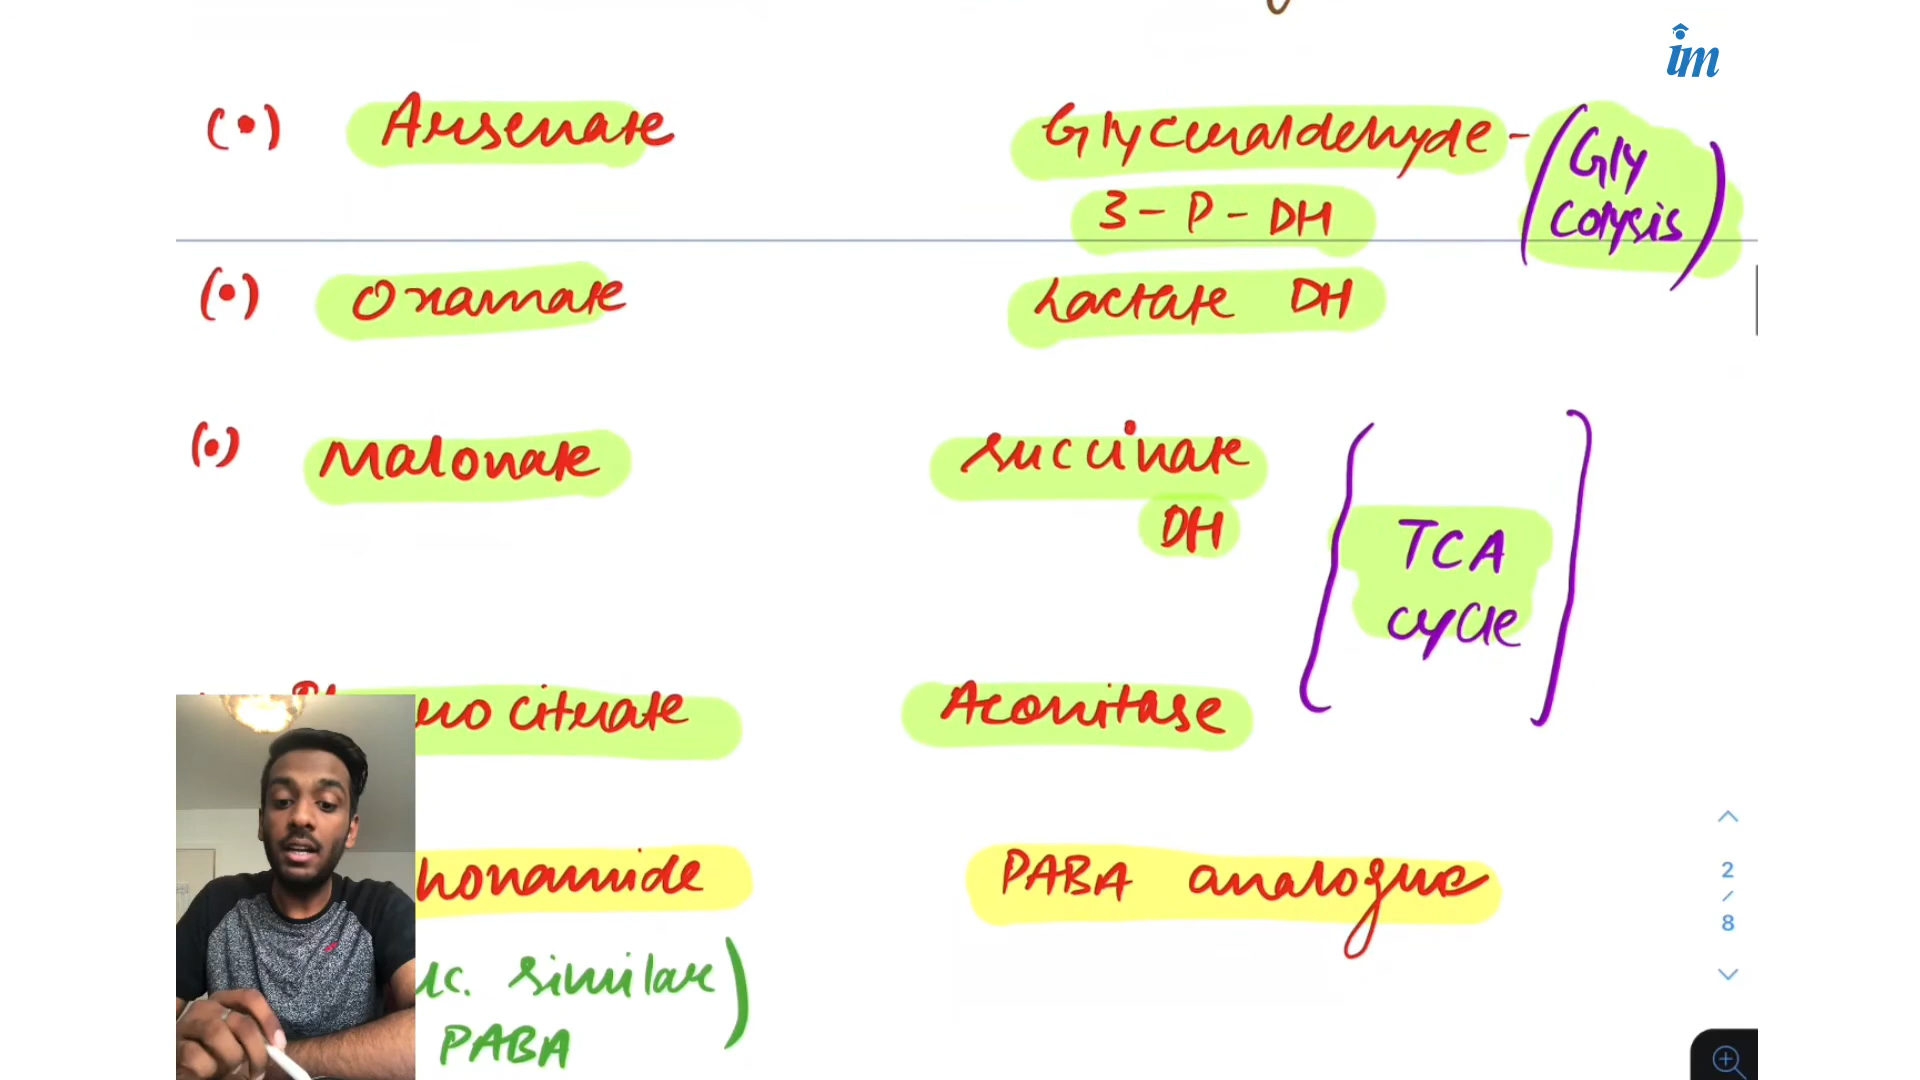 im
(•) Arsenate Glyceraldehyde- (Gly
3-P-DH colysis)
(•) Oxamate Lactate DH
(•) Malonate succinate
DH
TCA
cycle
citrate Aconitase
honamide PABA analogue
similar)
PABA
2
/
8